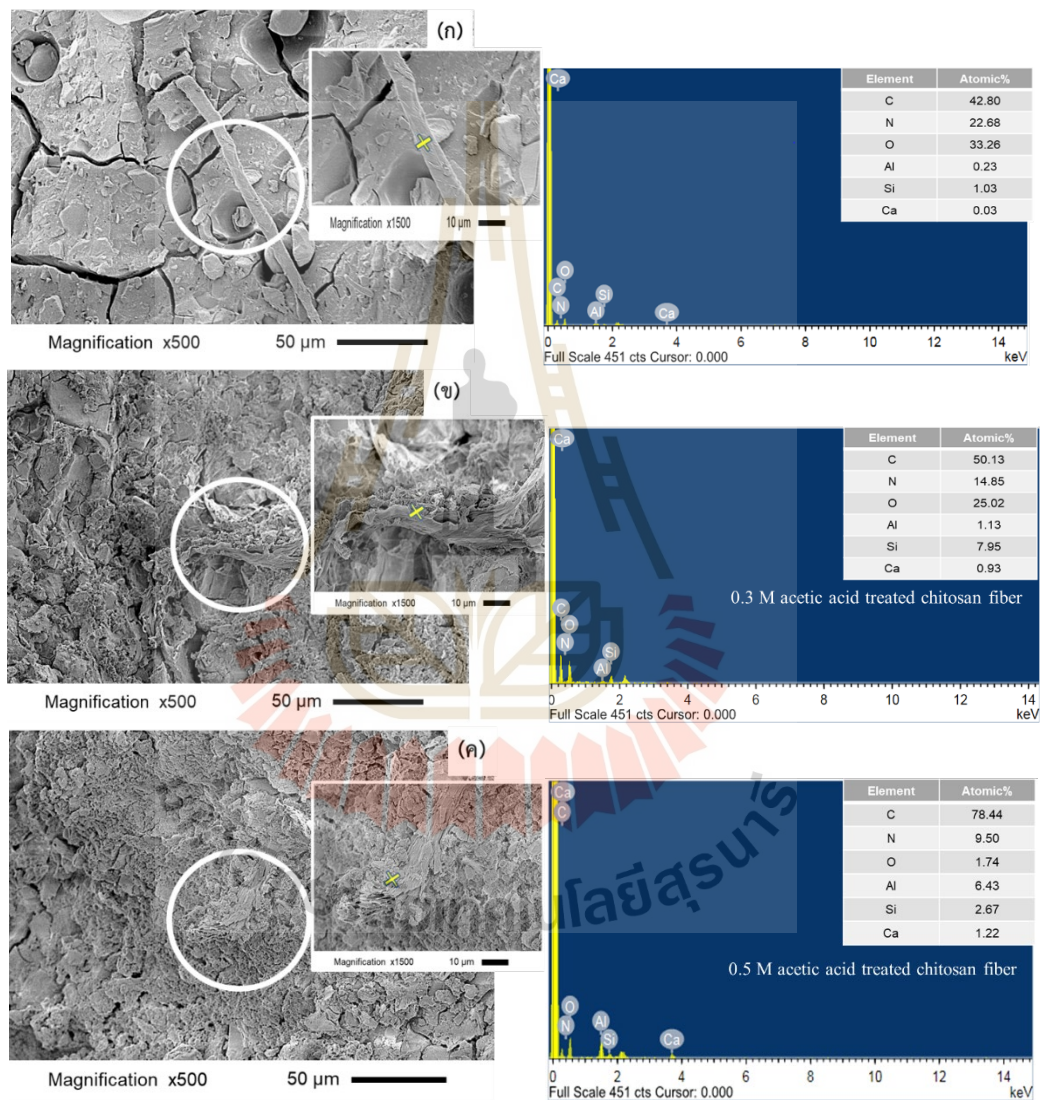 (ก)
Magnification x1500 10 µm
Magnification x500 50 µm
Ca
O
C
N
Al
Si
Ca
Element Atomic%
C 42.80
N 22.68
O 33.26
Al 0.23
Si 1.03
Ca 0.03
0 2 4 6 8 10 12 14
Full Scale 451 cts Cursor: 0.000 keV
(ข)
Magnification x1500 10 µm
Magnification x500 50 µm
Ca
C
O
N
Al
Si
Element Atomic%
C 50.13
N 14.85
O 25.02
Al 1.13
Si 7.95
Ca 0.93
0.3 M acetic acid treated chitosan fiber
0 2 4 6 8 10 12 14
Full Scale 451 cts Cursor: 0.000 keV
(ค)
Magnification x1500 10 µm
Magnification x500 50 µm
Ca
C
O
N
Al
Si
Ca
Element Atomic%
C 78.44
N 9.50
O 1.74
Al 6.43
Si 2.67
Ca 1.22
0.5 M acetic acid treated chitosan fiber
0 2 4 6 8 10 12 14
Full Scale 451 cts Cursor: 0.000 keV